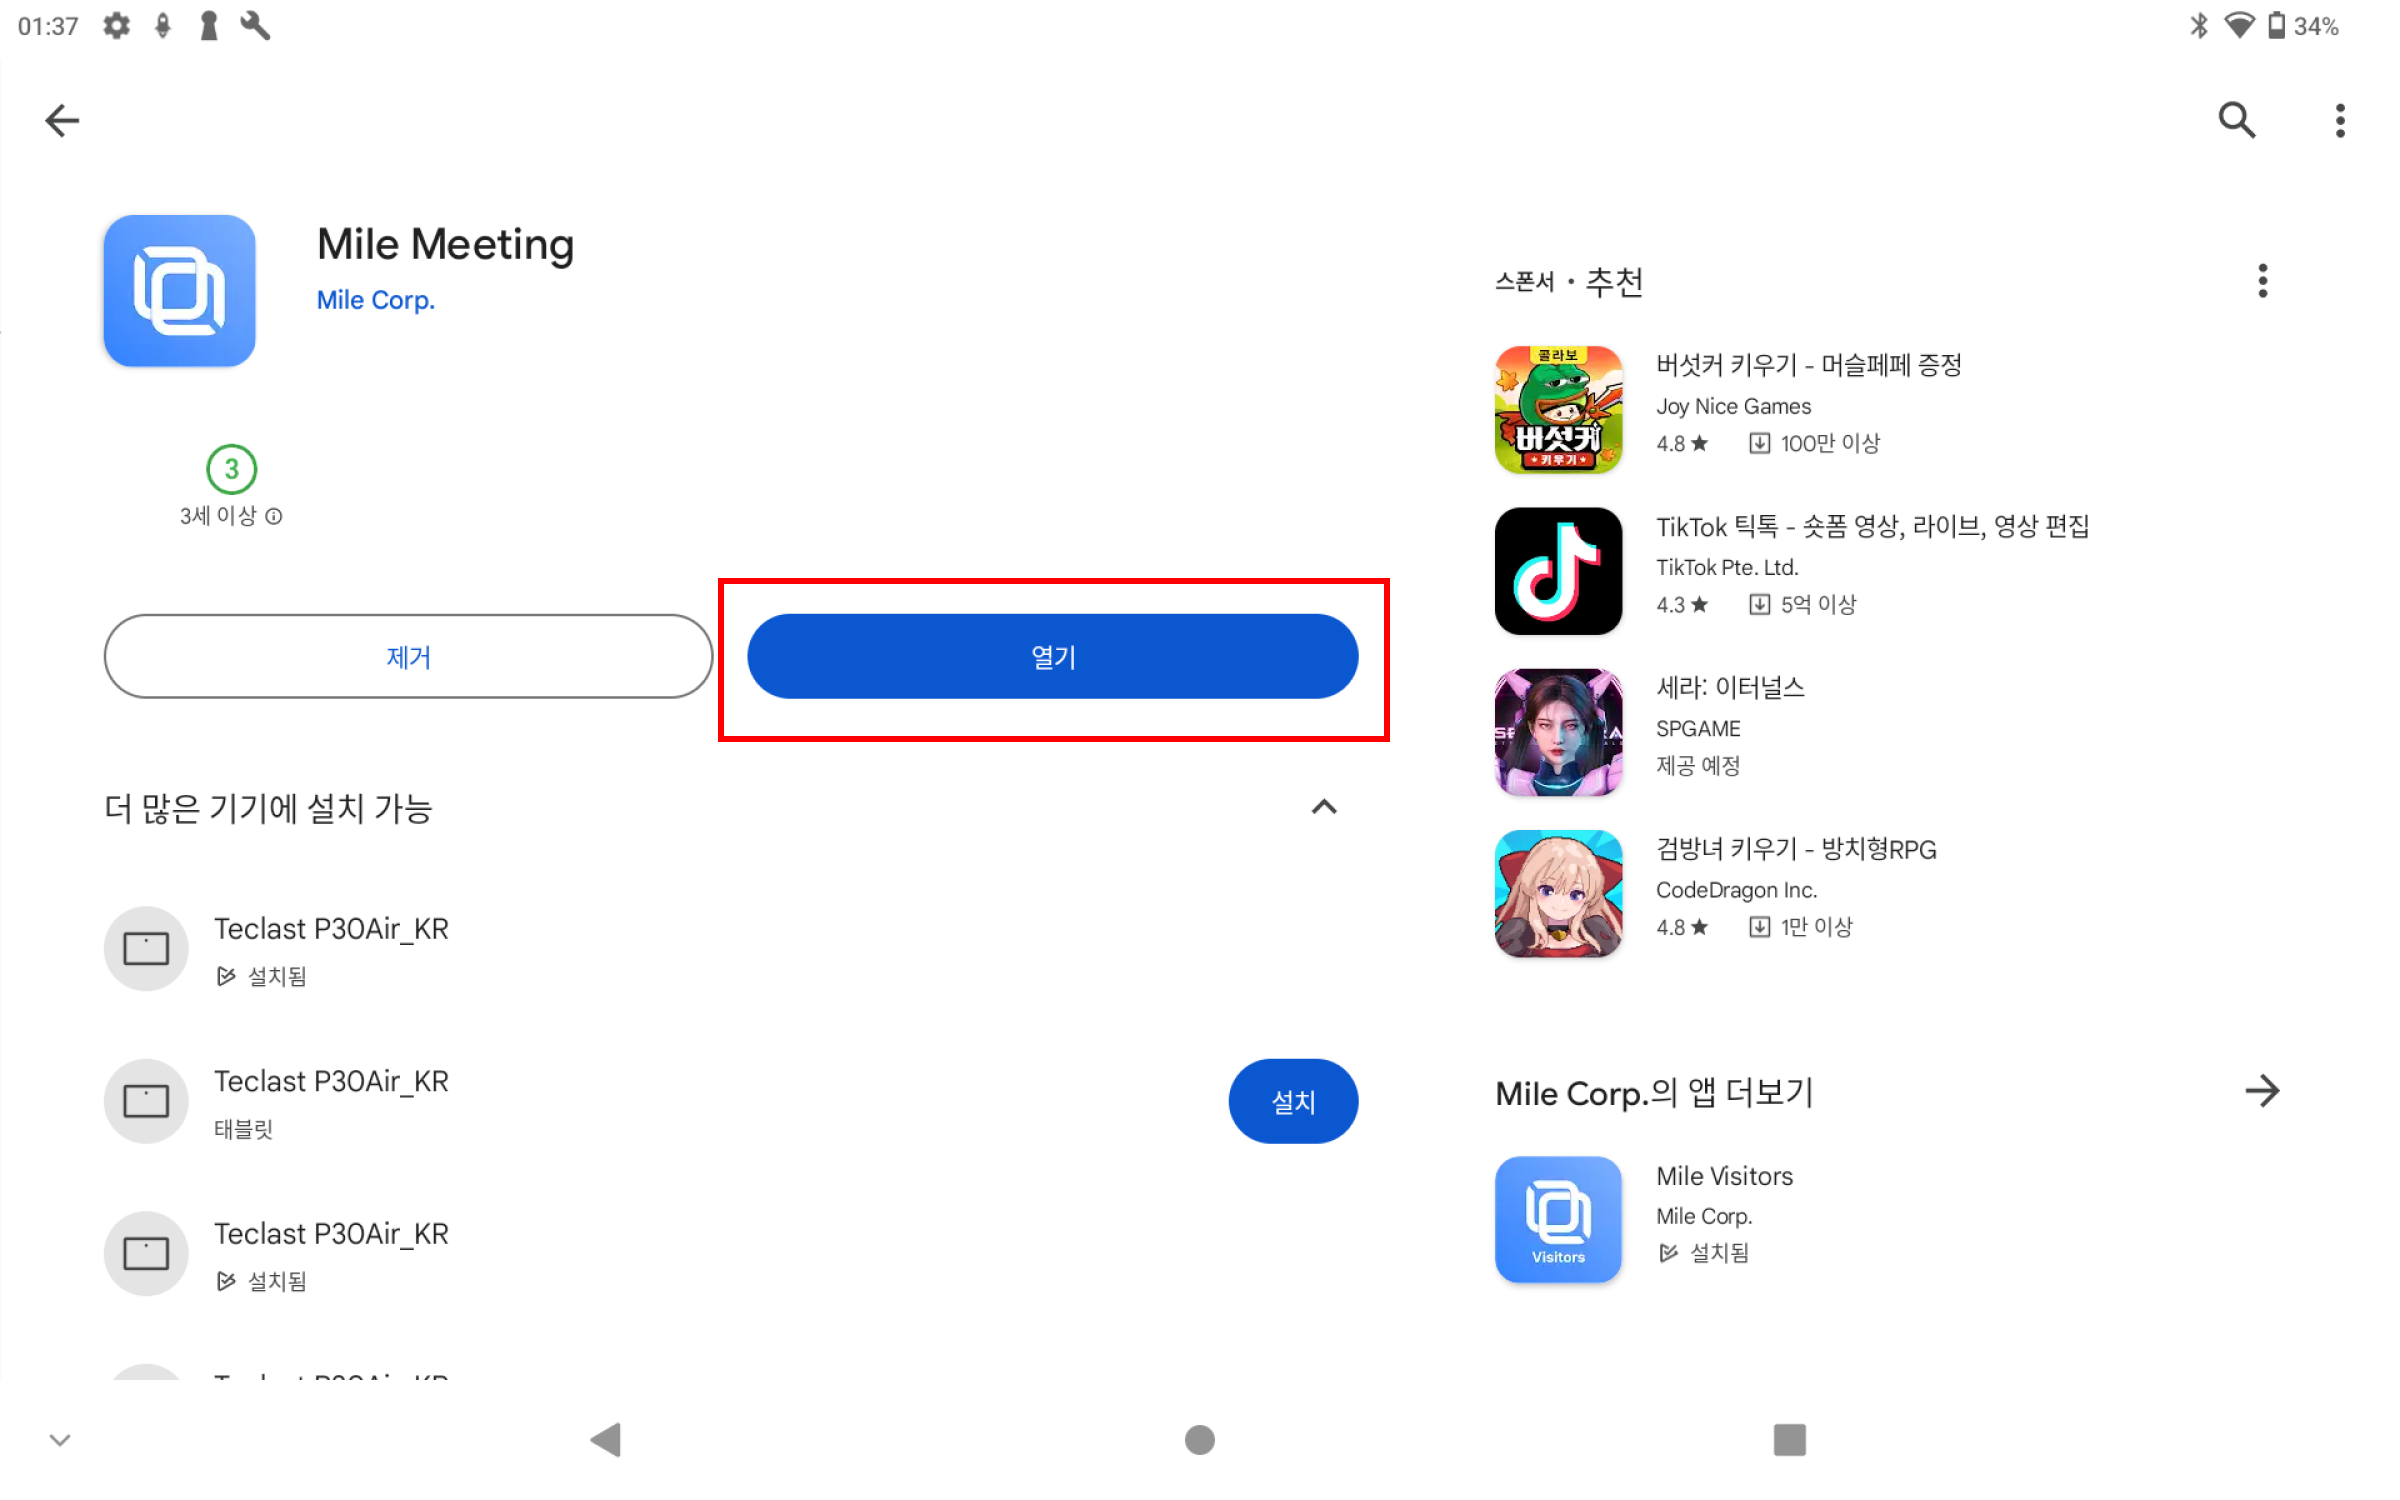 01:37
34%
Mile Meeting
Mile Corp.
3
3세 이상
제거
열기
더 많은 기기에 설치 가능
Teclast P30Air_KR
설치됨
Teclast P30Air_KR
태블릿
설치
Teclast P30Air_KR
설치됨
스폰서 · 추천
콜라보
버섯커
키우기
버섯커 키우기 - 머슬페페 증정
Joy Nice Games
4.8★ 100만 이상
TikTok 틱톡 - 숏폼 영상, 라이브, 영상 편집
TikTok Pte. Ltd.
4.3★ 5억 이상
세라: 이터널스
SPGAME
제공 예정
검방녀 키우기 - 방치형RPG
CodeDragon Inc.
4.8★ 1만 이상
Mile Corp.의 앱 더보기
Visitors
Mile Visitors
Mile Corp.
설치됨